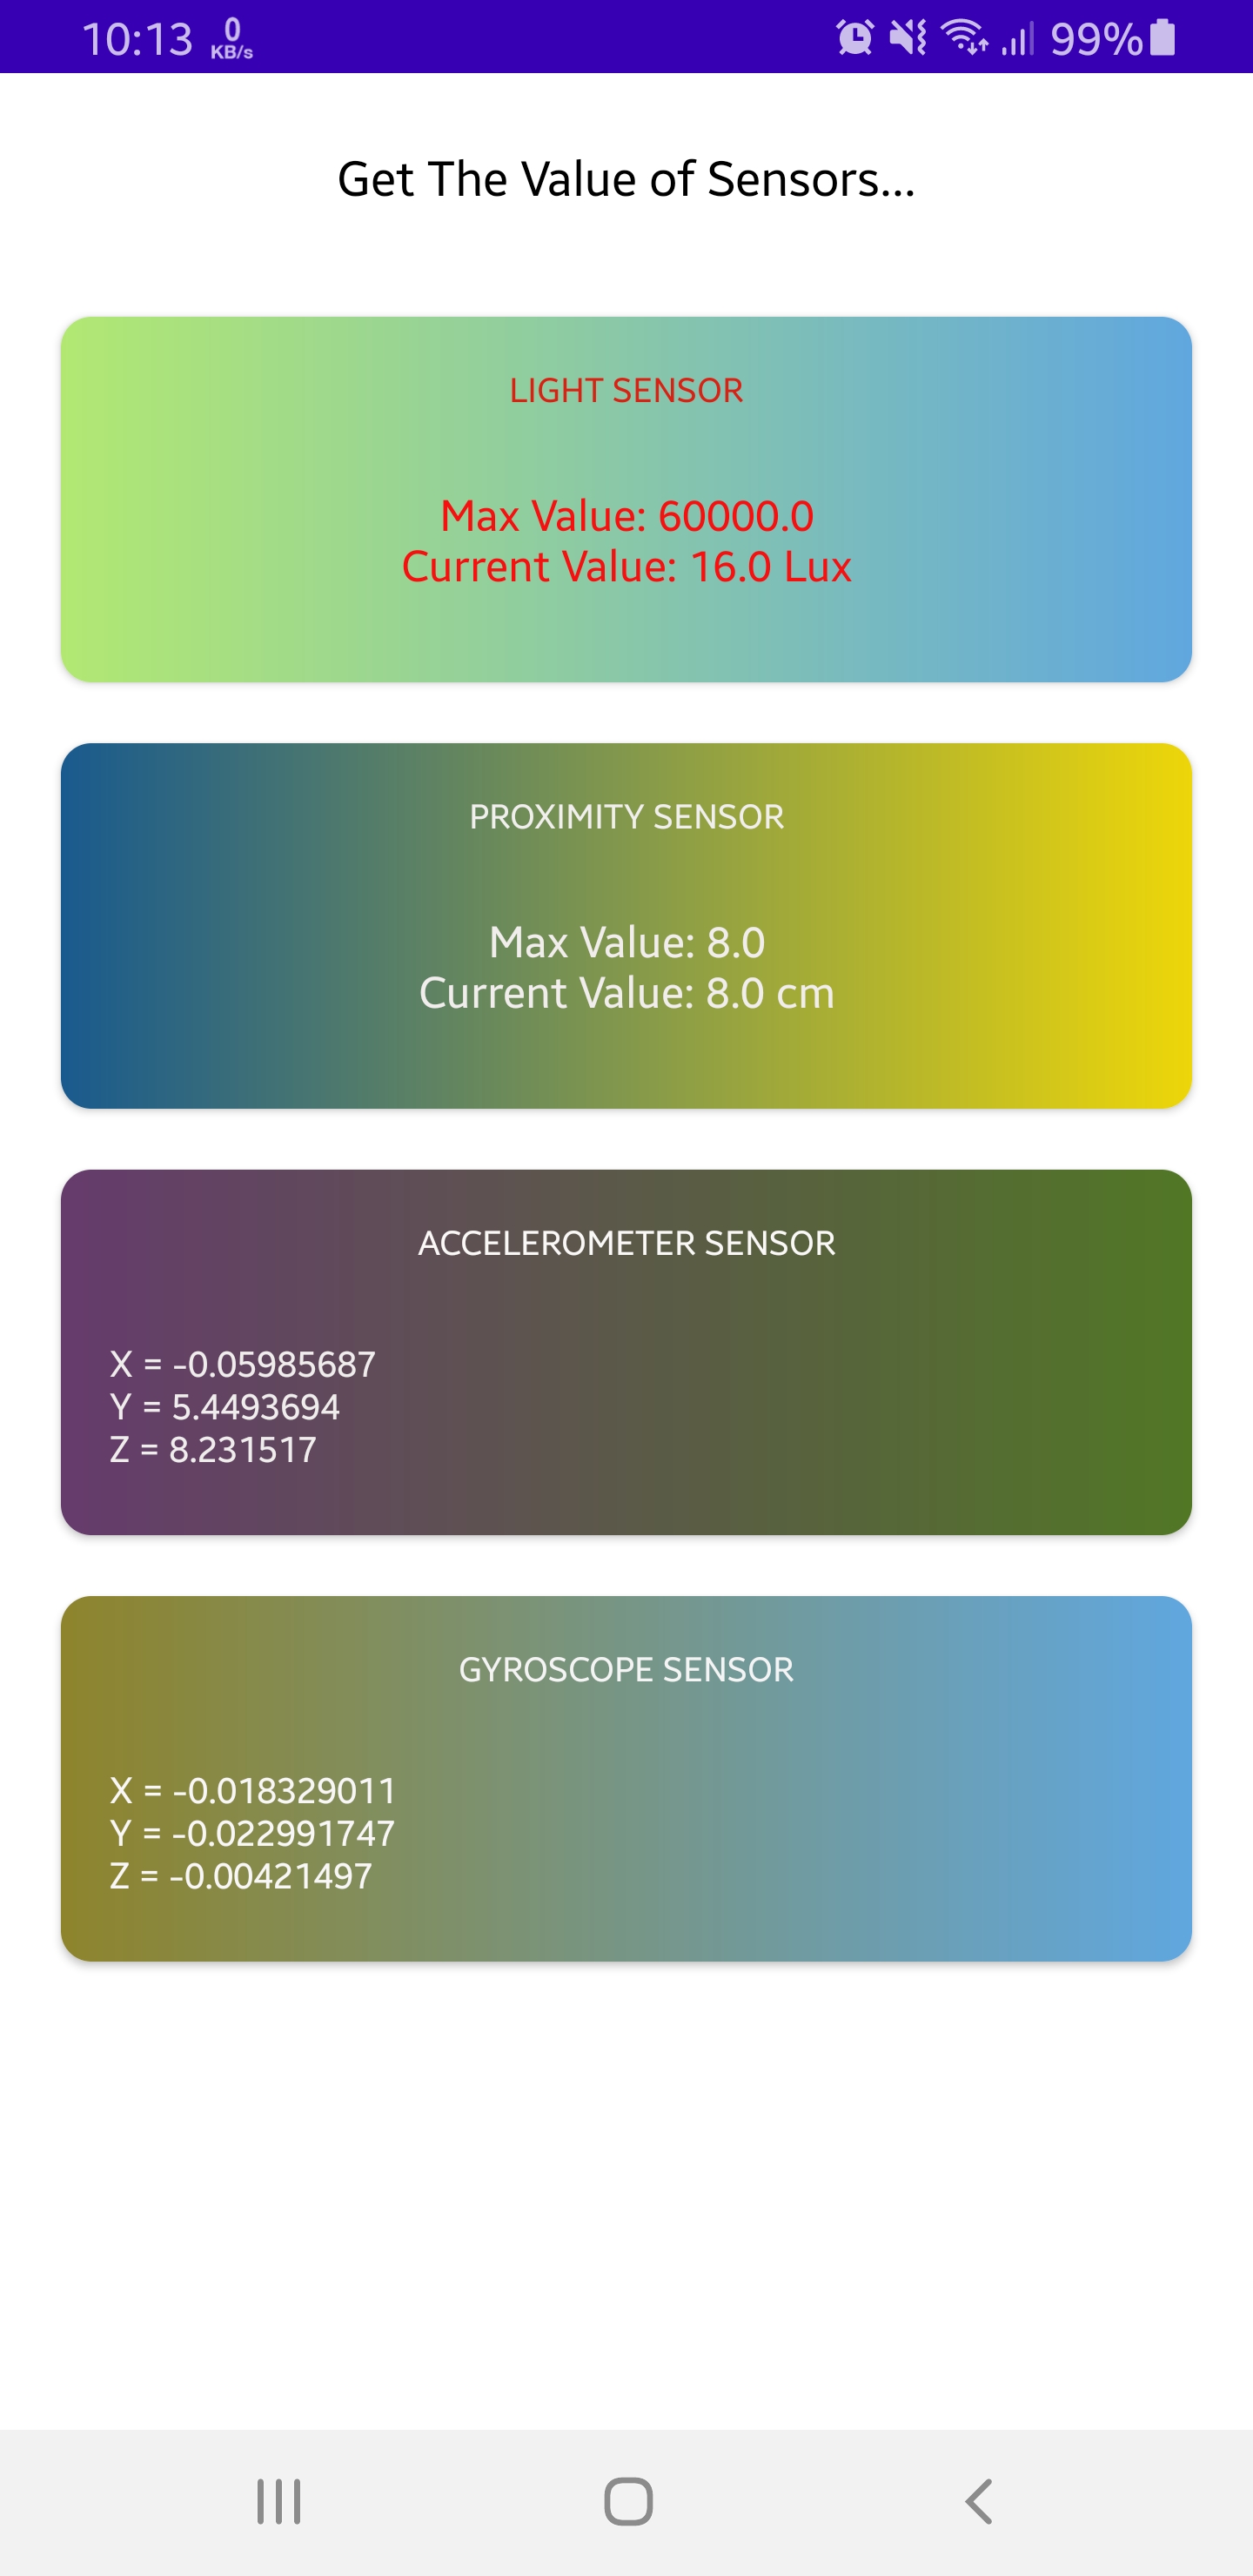 10:13 0 KB/s 99%
Get The Value of Sensors...
LIGHT SENSOR
Max Value: 60000.0
Current Value: 16.0 Lux
PROXIMITY SENSOR
Max Value: 8.0
Current Value: 8.0 cm
ACCELEROMETER SENSOR
X = -0.05985687
Y = 5.4493694
Z = 8.231517
GYROSCOPE SENSOR
X = -0.018329011
Y = -0.022991747
Z = -0.00421497